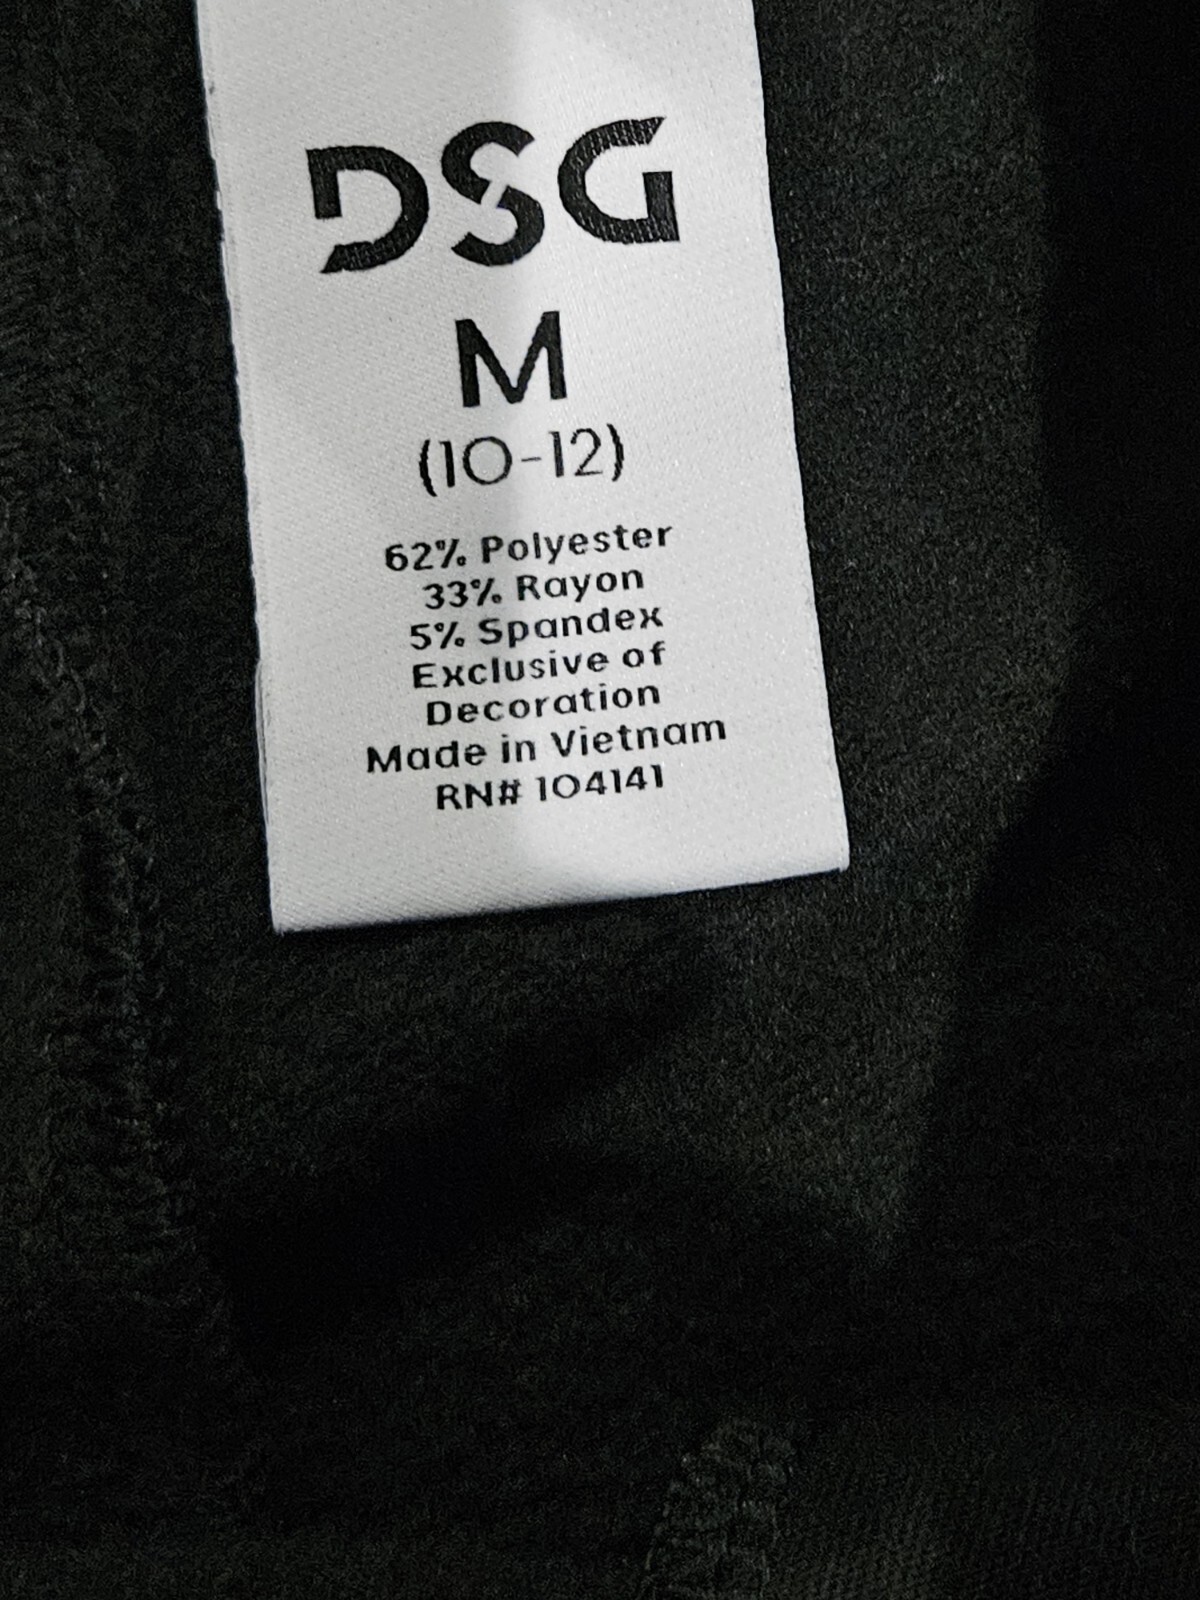 DSG
M
(10-12)
62% Polyester
33% Rayon
5% Spandex
Exclusive of
Decoration
Made in Vietnam
RN# 104141